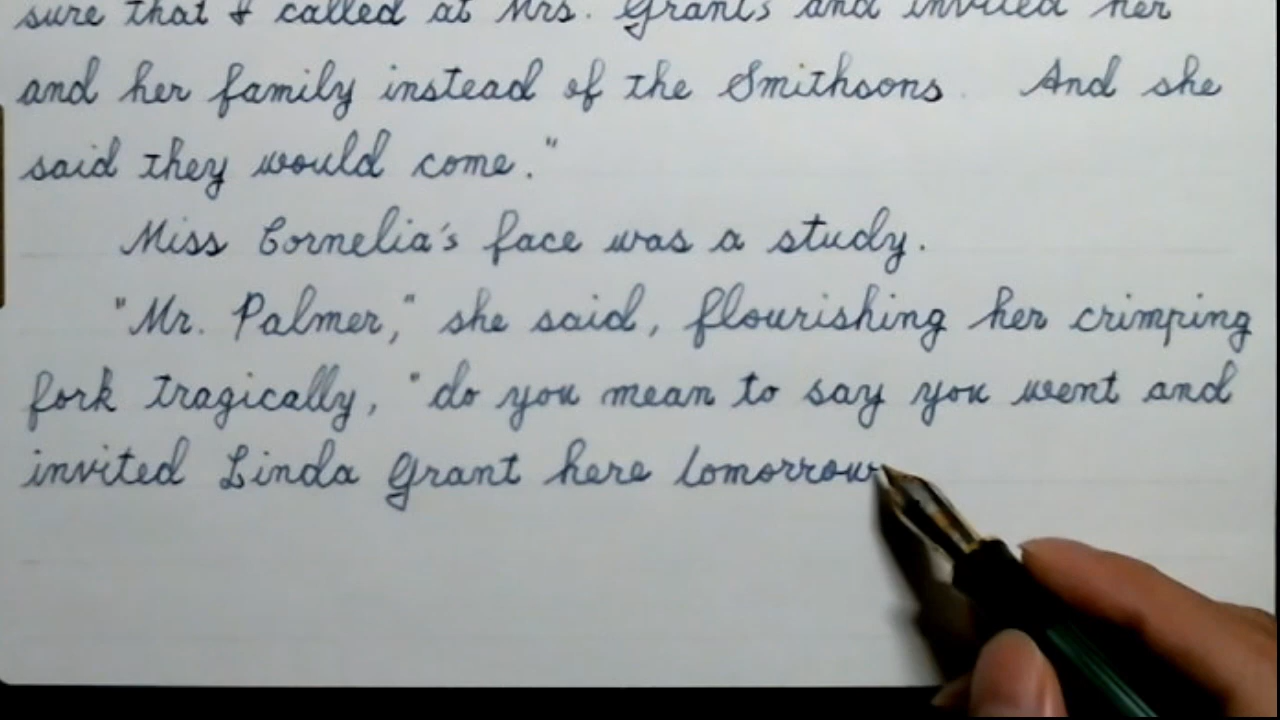 sure that I called at Mrs. Grant's and invited her
and her family instead of the Smithsons. And she
said they would come."
Miss Cornelia's face was a study.
"Mr. Palmer," she said, flourishing her crimping
fork tragically, "do you mean to say you went and
invited Linda Grant here tomorrow